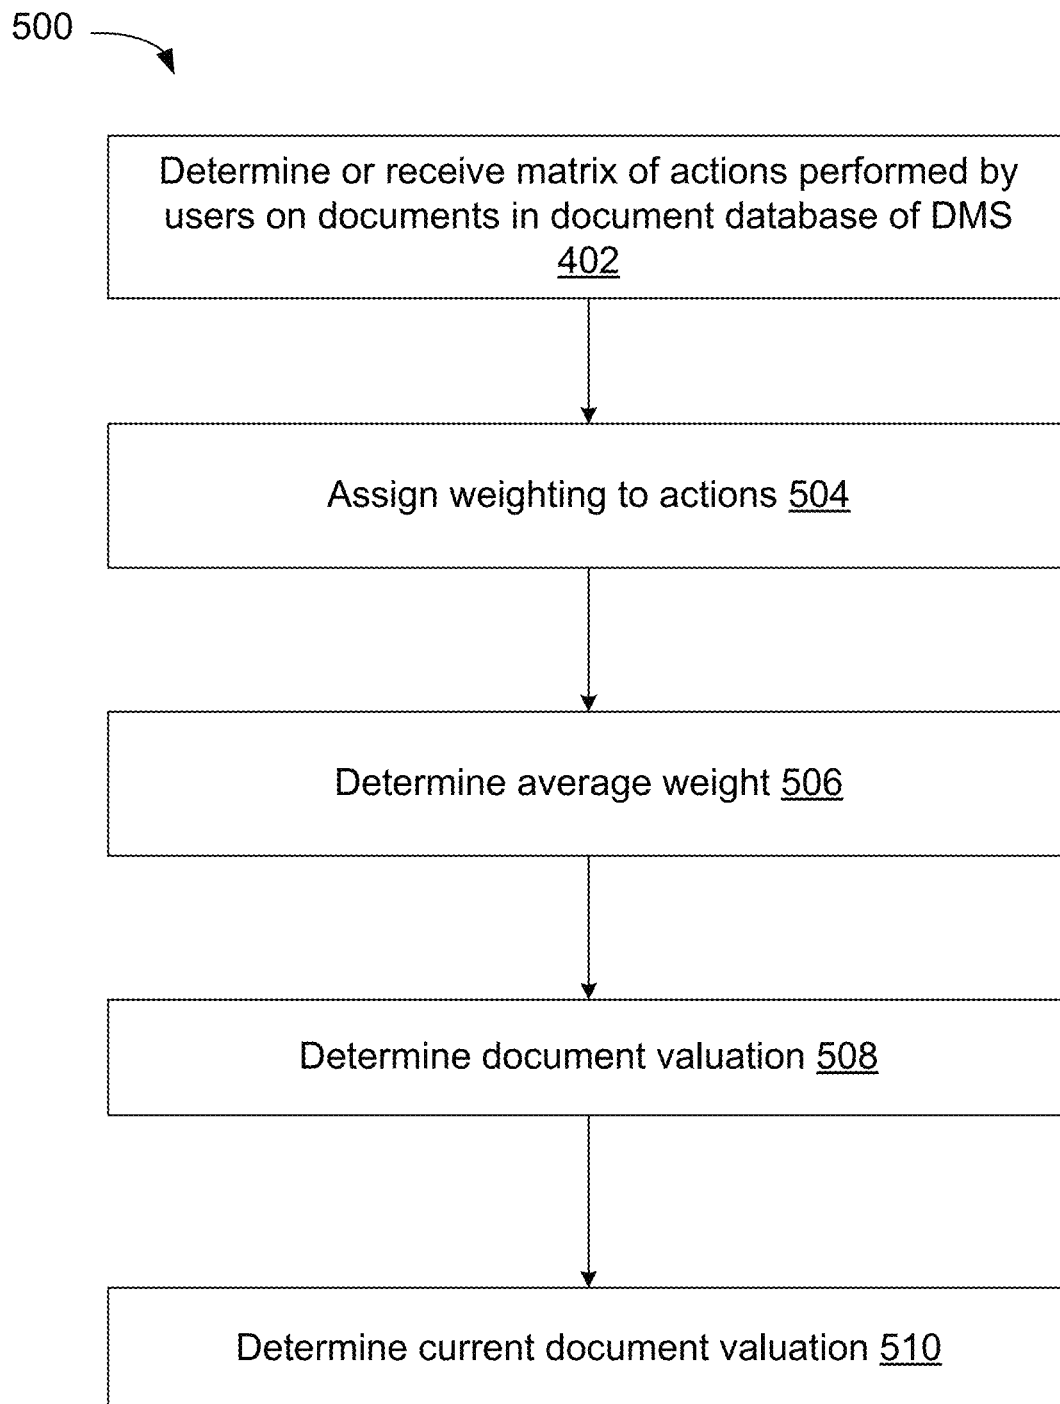 500
Determine or receive matrix of actions performed by
users on documents in document database of DMS
402
Assign weighting to actions 504
Determine average weight 506
Determine document valuation 508
Determine current document valuation 510